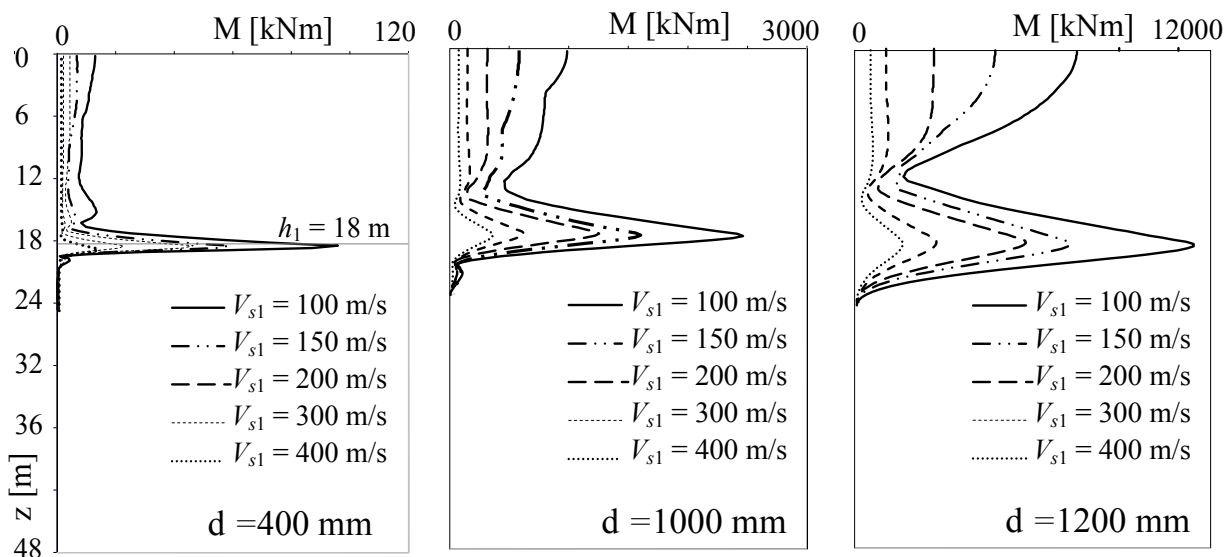 0 M [kNm] 120
0
6
12
18
24
32
36
z [m]
48
h1 = 18 m
Vs1 = 100 m/s
Vs1 = 150 m/s
Vs1 = 200 m/s
Vs1 = 300 m/s
Vs1 = 400 m/s
d =400 mm
0 M [kNm] 3000
Vs1 = 100 m/s
Vs1 = 150 m/s
Vs1 = 200 m/s
Vs1 = 300 m/s
Vs1 = 400 m/s
d =1000 mm
0 M [kNm] 12000
Vs1 = 100 m/s
Vs1 = 150 m/s
Vs1 = 200 m/s
Vs1 = 300 m/s
Vs1 = 400 m/s
d =1200 mm